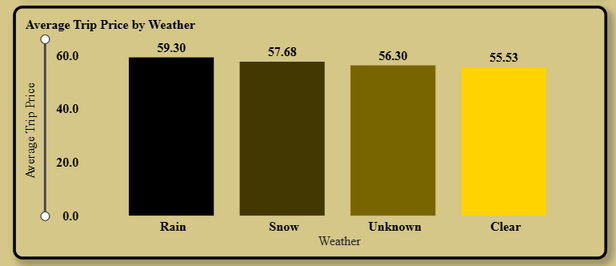 Average Trip Price by Weather
Average Trip Price
60.0
40.0
20.0
0.0
59.30
57.68
56.30
55.53
Rain
Snow
Unknown
Clear
Weather